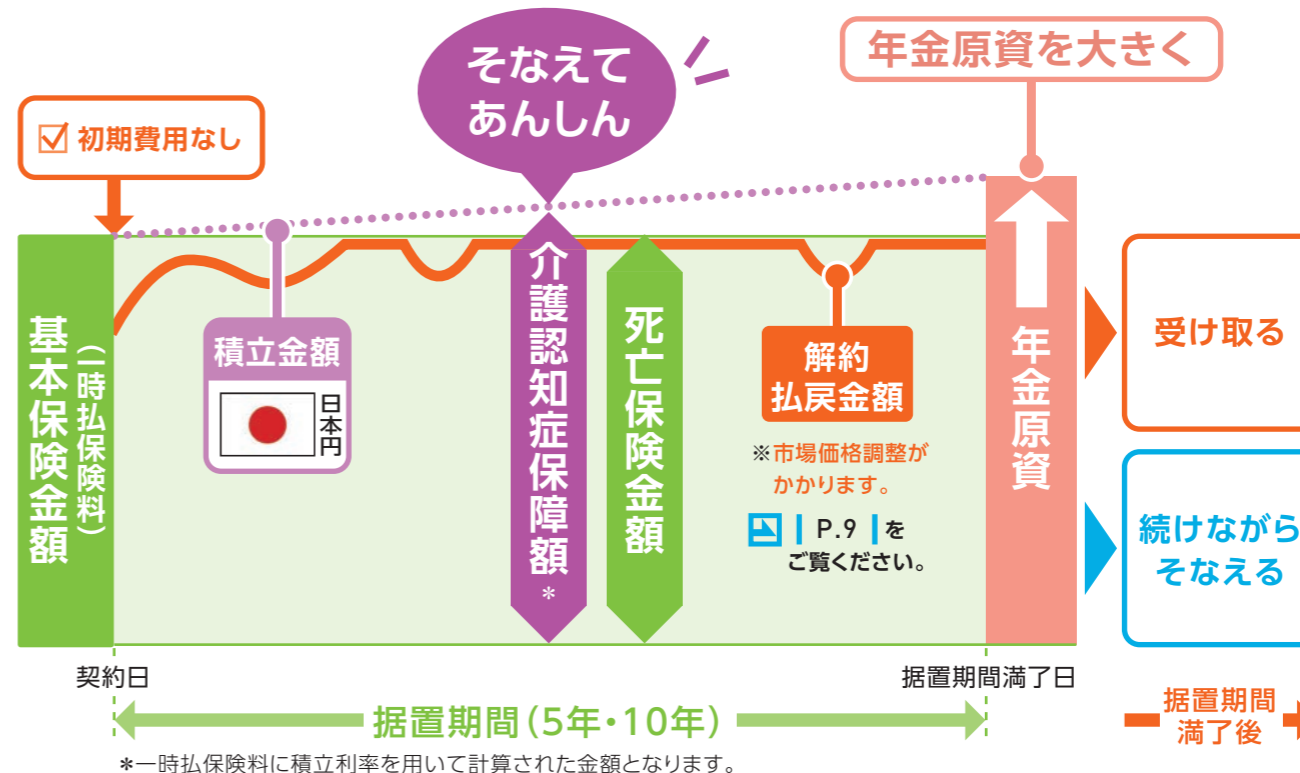 そなえて
あんしん
年金原資を大きく
初期費用なし
基本保険金額
(一時払保険料)
積立金額
日本円
介護認知症保障額*
死亡保険金額
解約
払戻金額
※市場価格調整が
かかります。
P.9 を
ご覧ください。
年金原資
受け取る
続けながら
そなえる
契約日
据置期間満了日
据置期間(5年・10年)
据置期間
満了後
*一時払保険料に積立利率を用いて計算された金額となります。